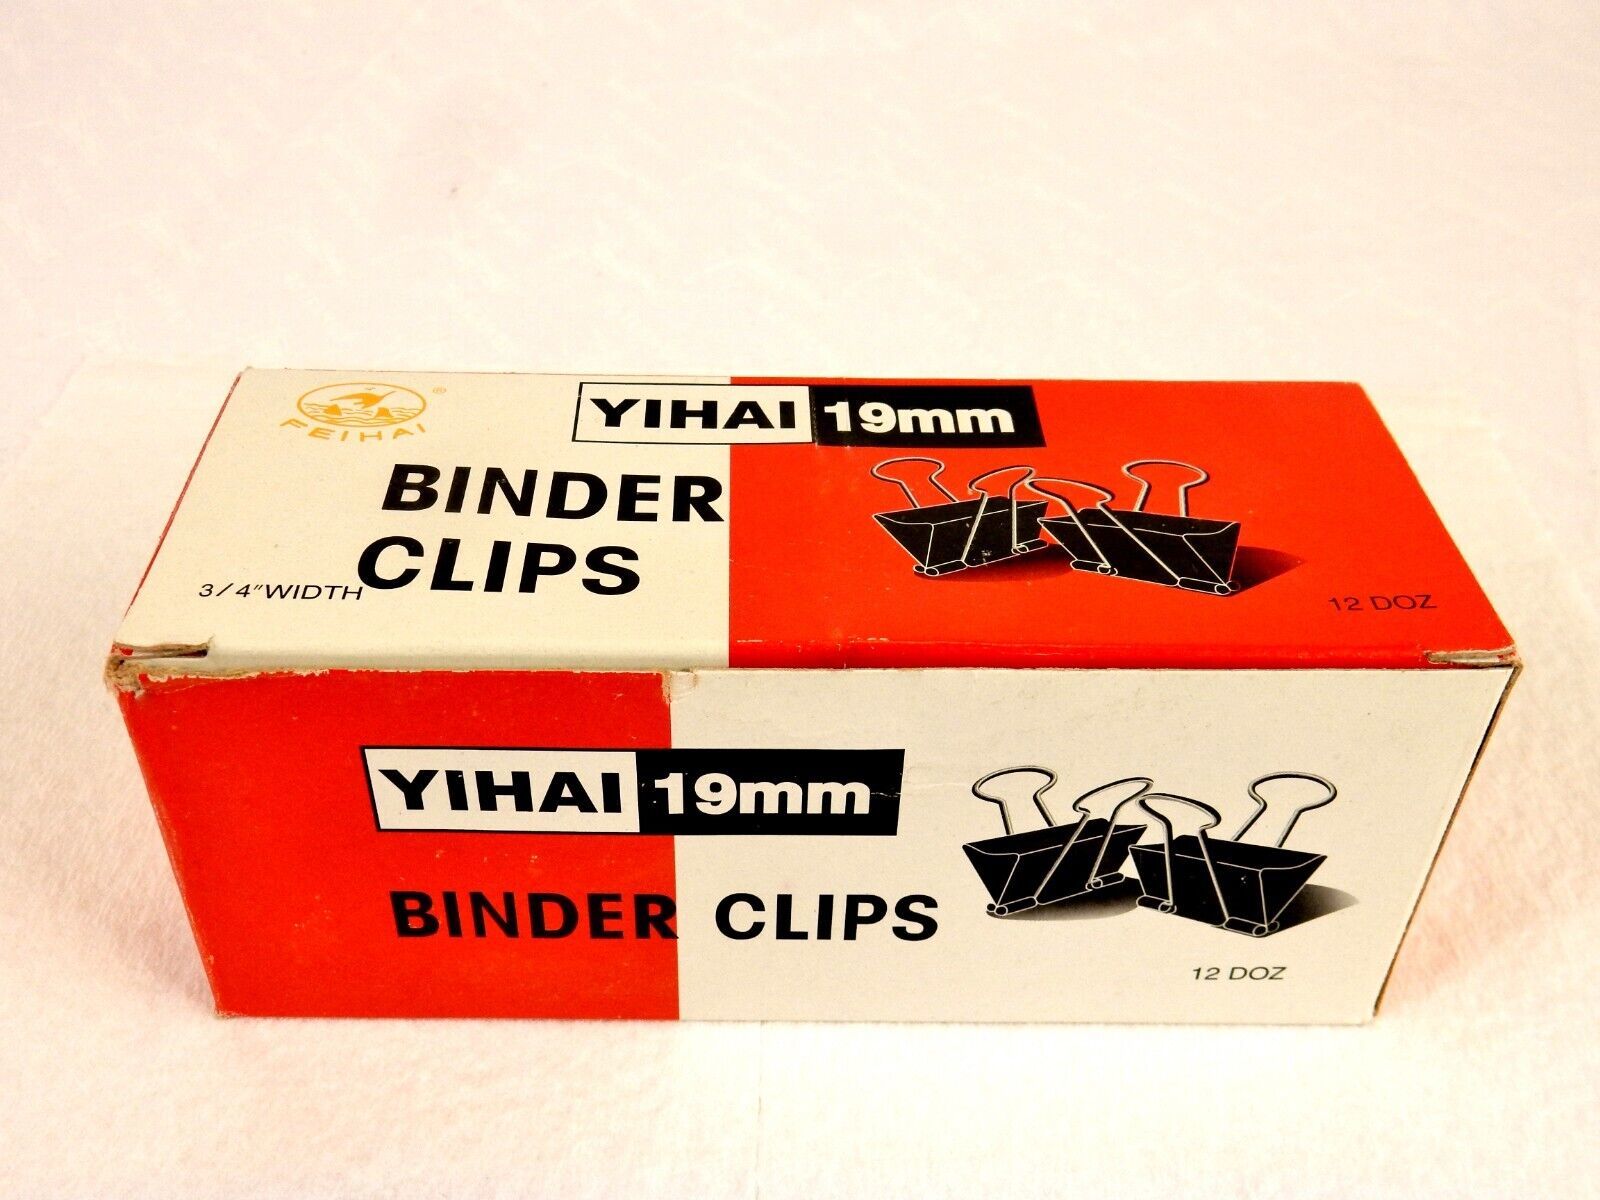 FEIHAI ®
YIHAI 19mm
BINDER
CLIPS
3/4"WIDTH
12 DOZ
YIHAI 19mm
BINDER CLIPS
12 DOZ